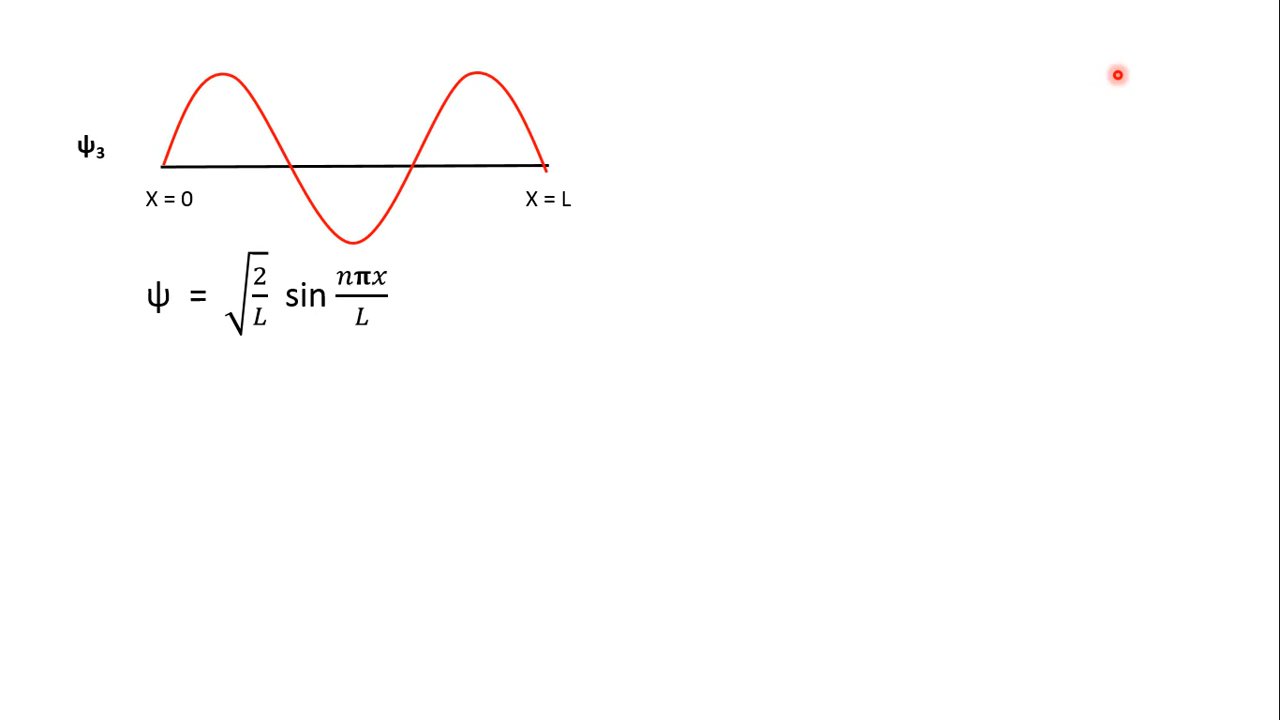 ψ₃
X = 0
X = L
ψ = √(2/L) sin nπx/L